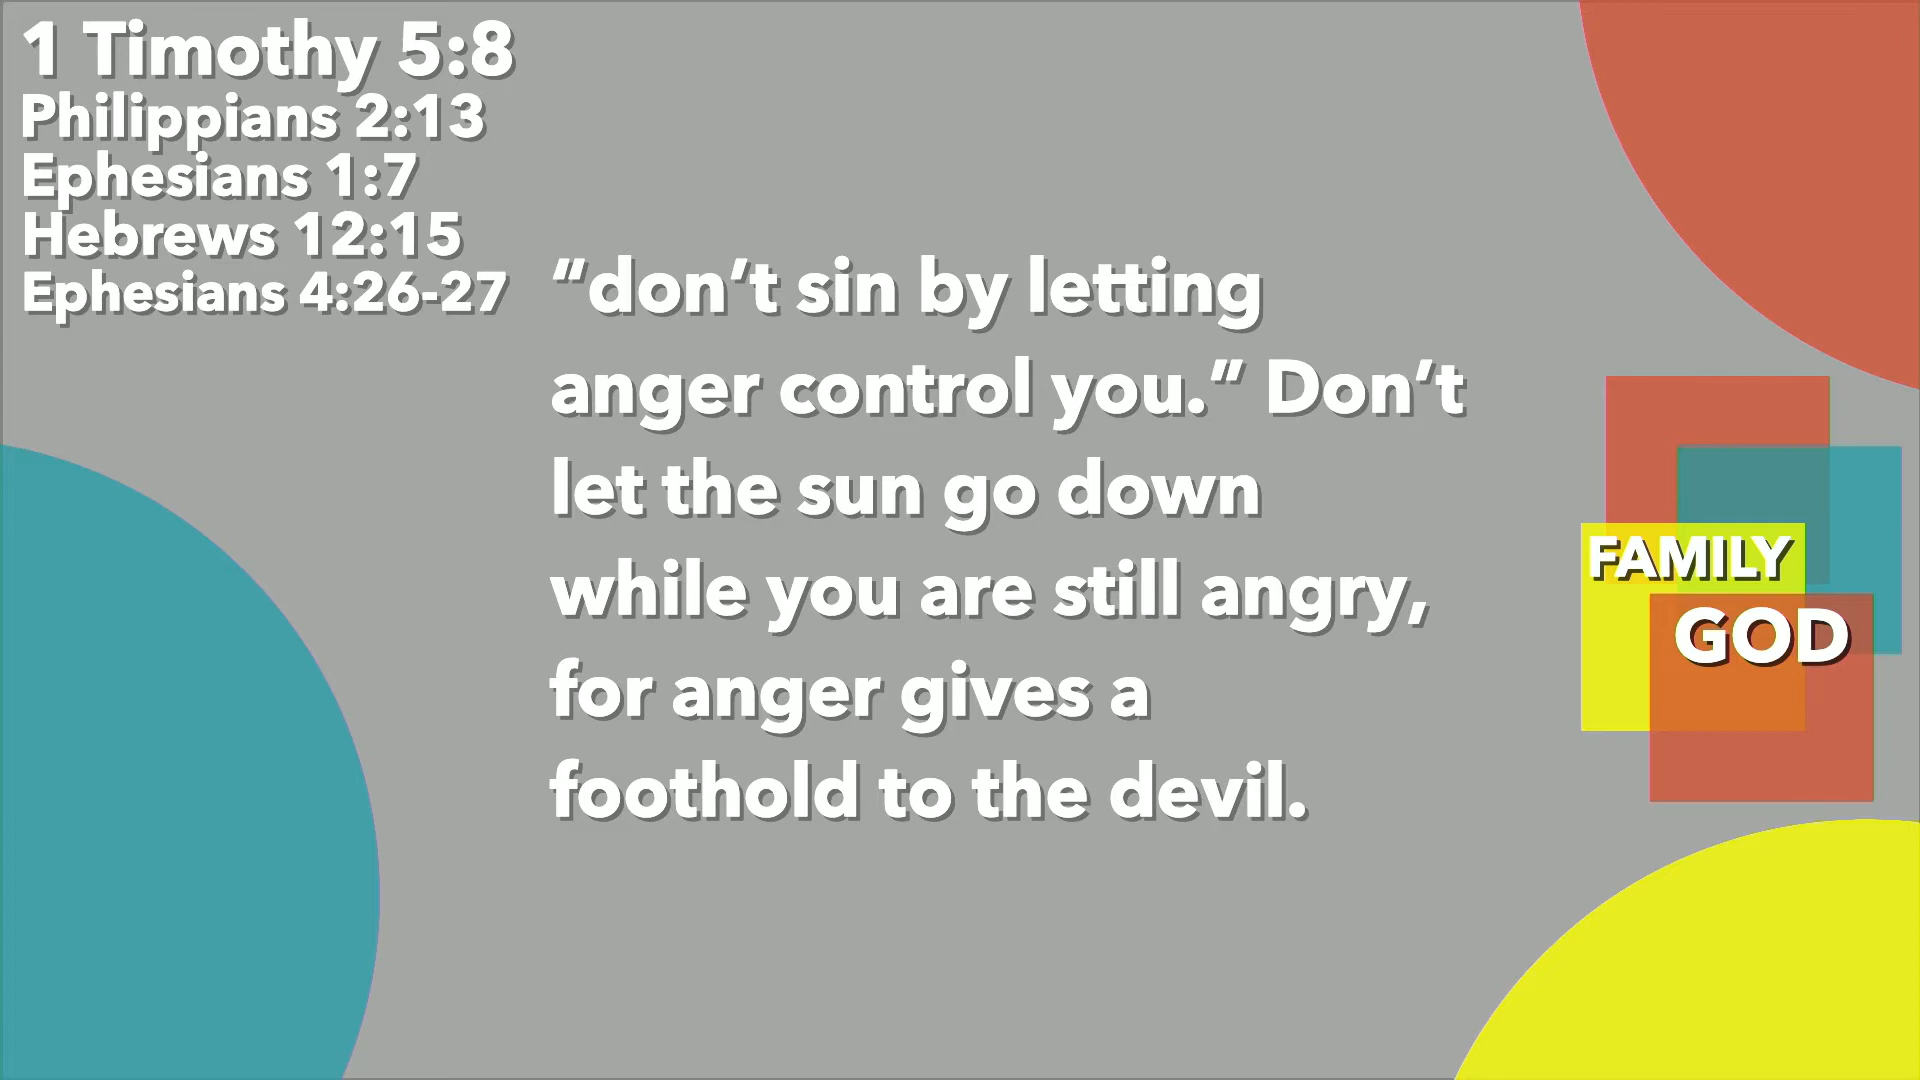 1 Timothy 5:8
Philippians 2:13
Ephesians 1:7
Hebrews 12:15
Ephesians 4:26-27
“don’t sin by letting
anger control you.” Don’t
let the sun go down
while you are still angry,
for anger gives a
foothold to the devil.
FAMILY
GOD